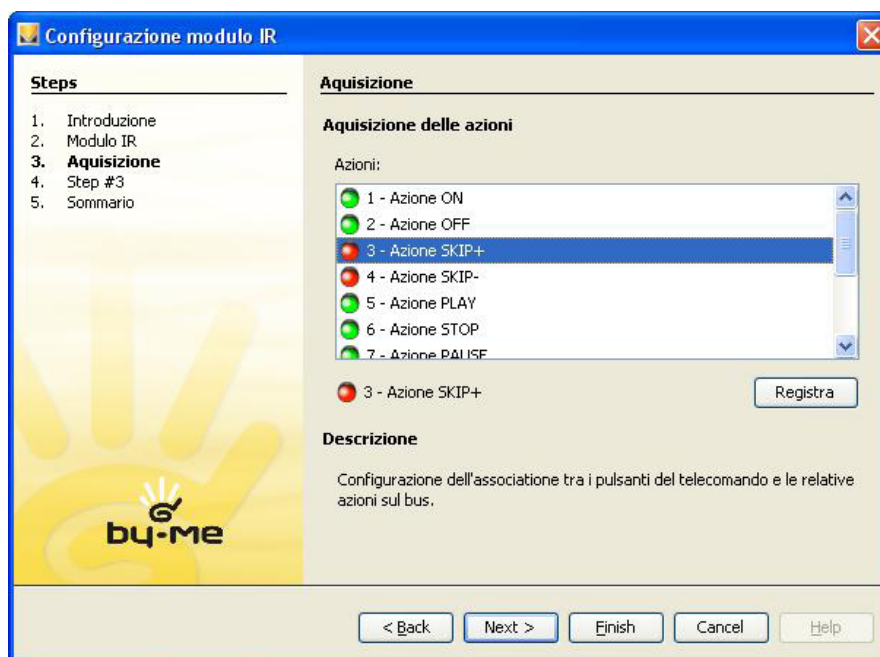 Configurazione modulo IR
Steps
1. Introduzione
2. Modulo IR
3. Aquisizione
4. Step #3
5. Sommario
by-me
Aquisizione
Aquisizione delle azioni
Azioni:
1 - Azione ON
2 - Azione OFF
3 - Azione SKIP+
4 - Azione SKIP-
5 - Azione PLAY
6 - Azione STOP
7 - Azione PAUSE
3 - Azione SKIP+
Registra
Descrizione
Configurazione dell'associatione tra i pulsanti del telecomando e le relative
azioni sul bus.
< Back Next > Finish Cancel Help